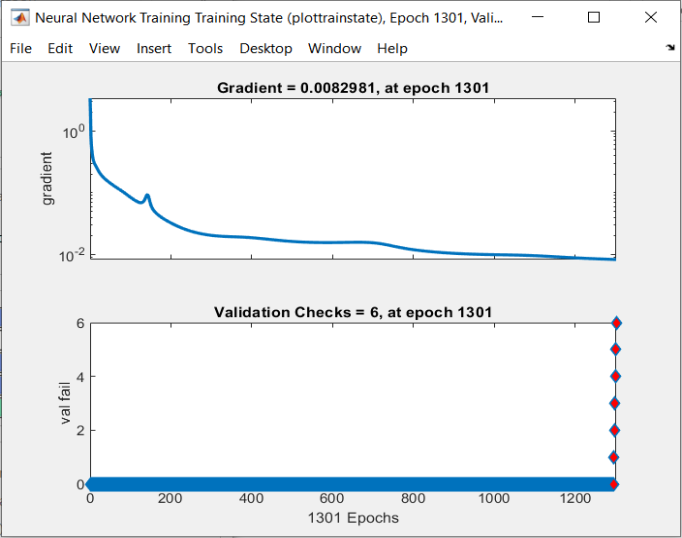 Neural Network Training Training State (plottrainstate), Epoch 1301, Vali...
File Edit View Insert Tools Desktop Window Help
Gradient = 0.0082981, at epoch 1301
10^0
gradient
10^-2
Validation Checks = 6, at epoch 1301
6
4
val fail
2
0
0 200 400 600 800 1000 1200
1301 Epochs